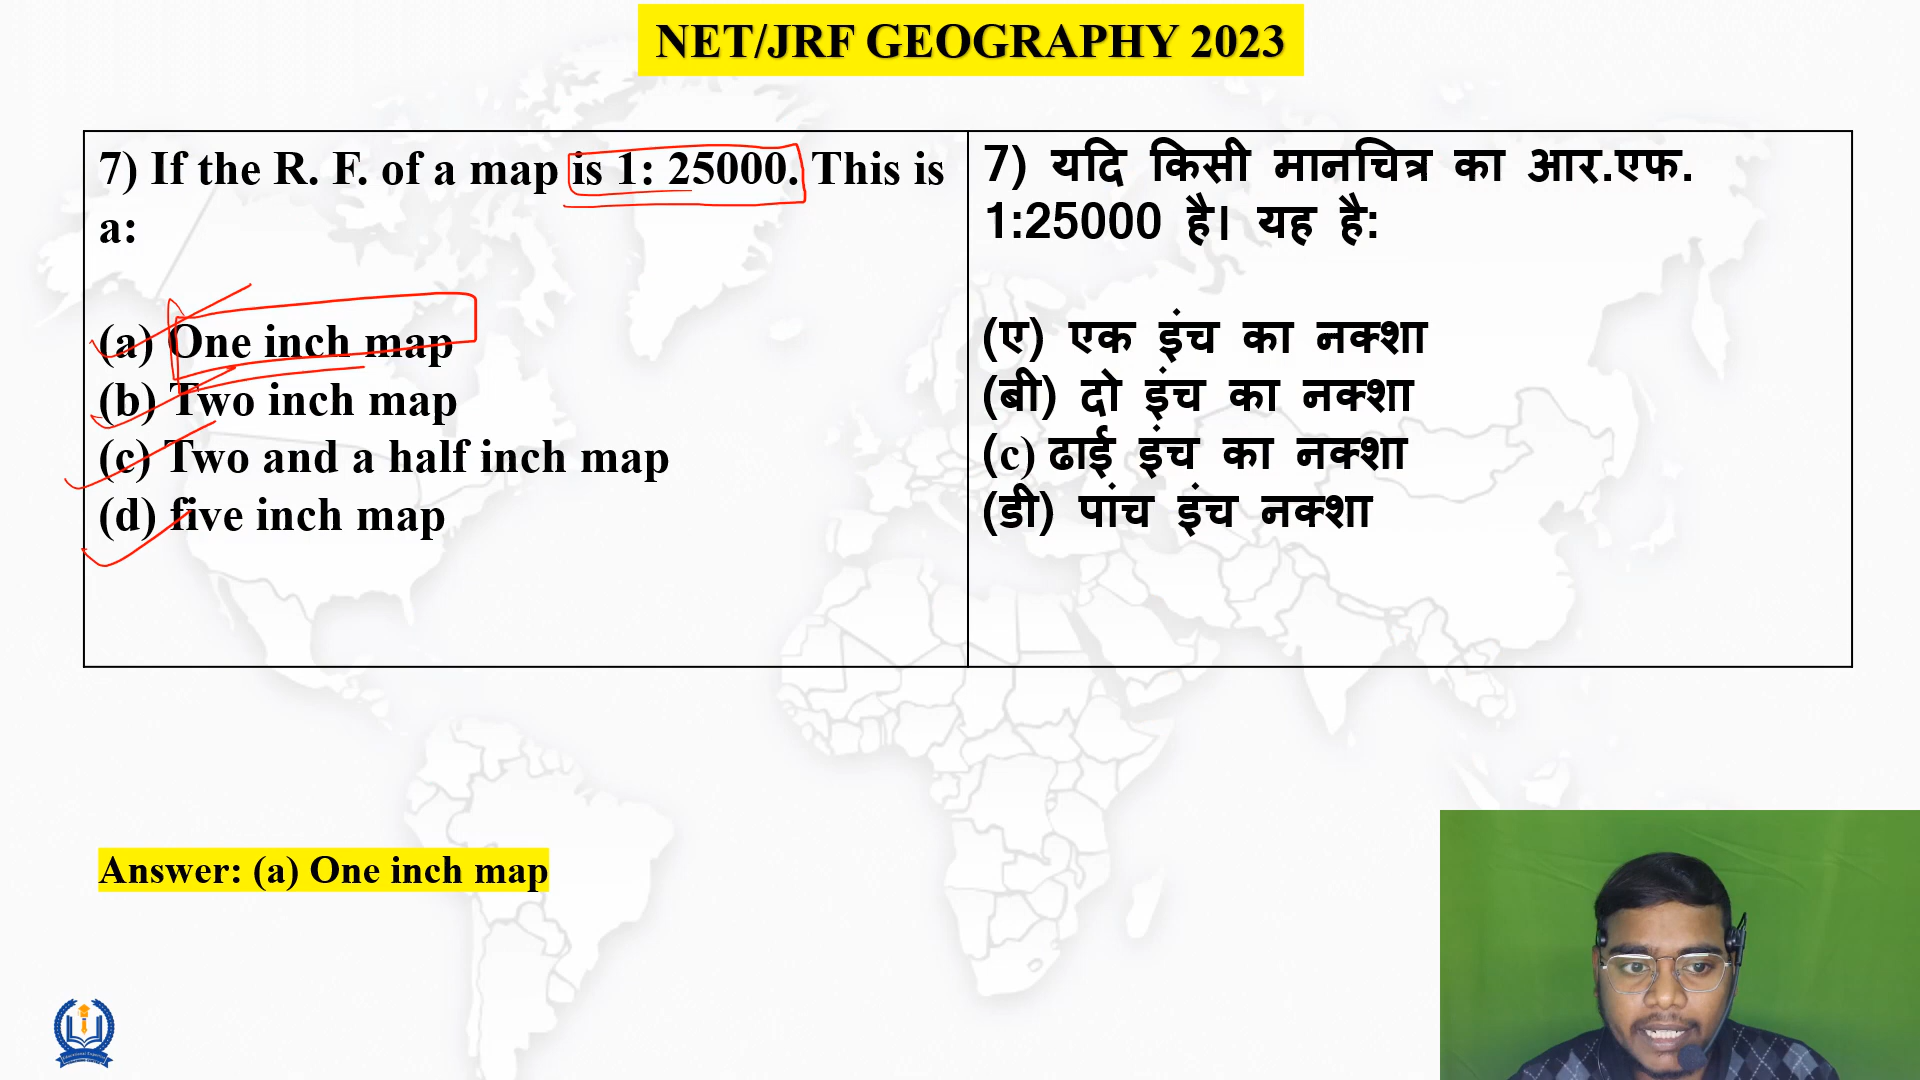 NET/JRF GEOGRAPHY 2023
7) If the R. F. of a map is 1: 25000. This is
a:
(a) One inch map
(b) Two inch map
(c) Two and a half inch map
(d) five inch map
7) यदि किसी मानचित्र का आर.एफ.
1:25000 है। यह है:
(ए) एक इंच का नक्शा
(बी) दो इंच का नक्शा
(c) ढाई इंच का नक्शा
(डी) पांच इंच नक्शा
Answer: (a) One inch map